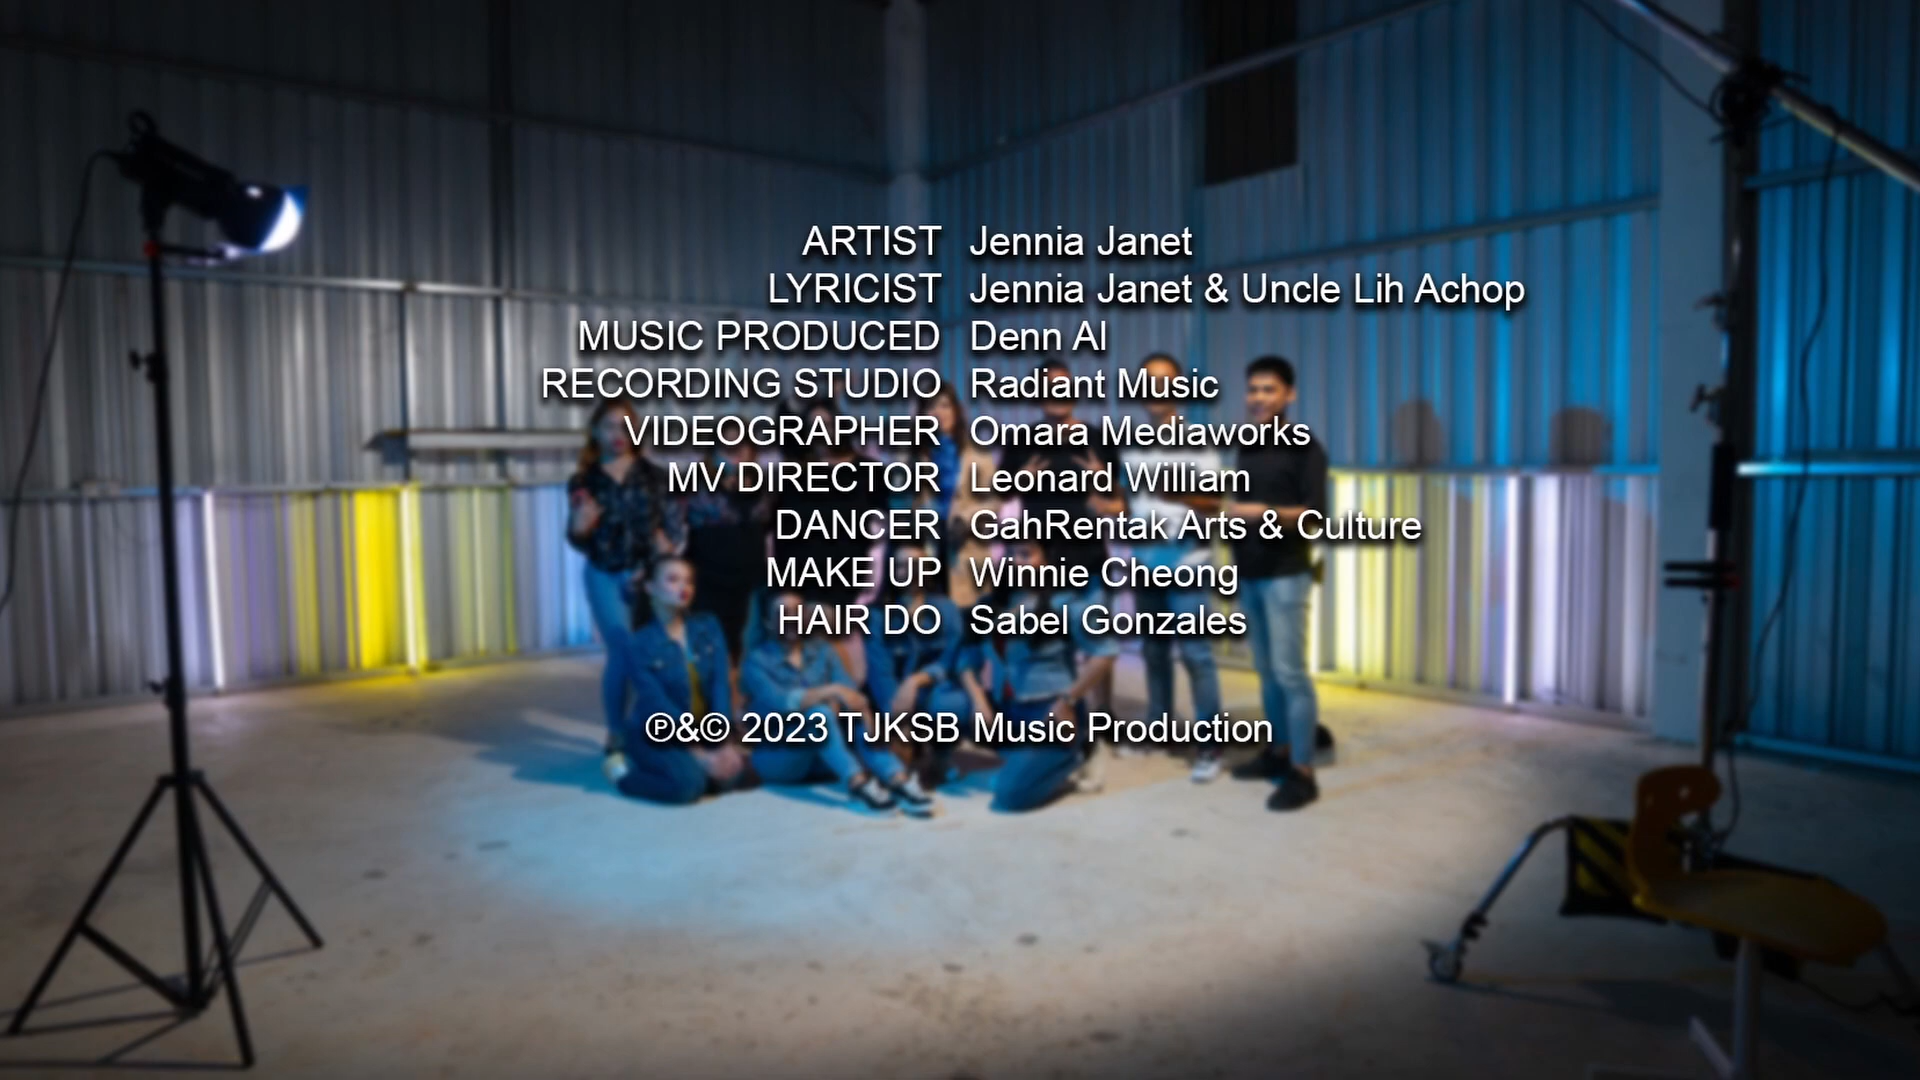 ARTIST Jennia Janet
LYRICIST Jennia Janet & Uncle Lih Achop
MUSIC PRODUCED Denn Al
RECORDING STUDIO Radiant Music
VIDEOGRAPHER Omara Mediaworks
MV DIRECTOR Leonard William
DANCER GahRentak Arts & Culture
MAKE UP Winnie Cheong
HAIR DO Sabel Gonzales
℗&© 2023 TJKSB Music Production